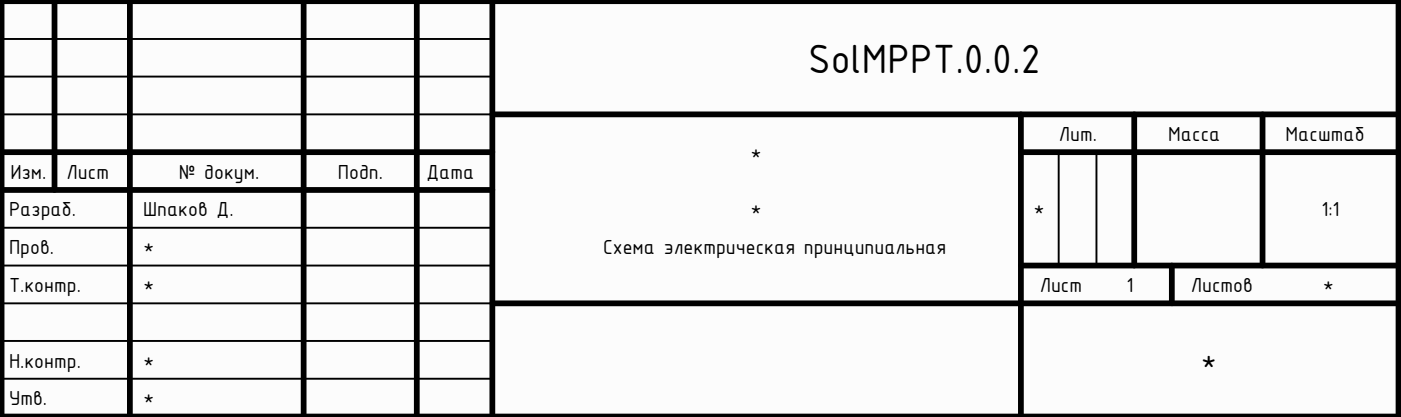 SolMPPT.0.0.2
Лит. Масса Масштаб
*
Изм. Лист № докум. Подп. Дата
Разраб. Шпаков Д.
*
* 1:1
Пров. *
Схема электрическая принципиальная
Т.контр. *
Лист 1 Листов *
Н.контр. *
*
Утв. *